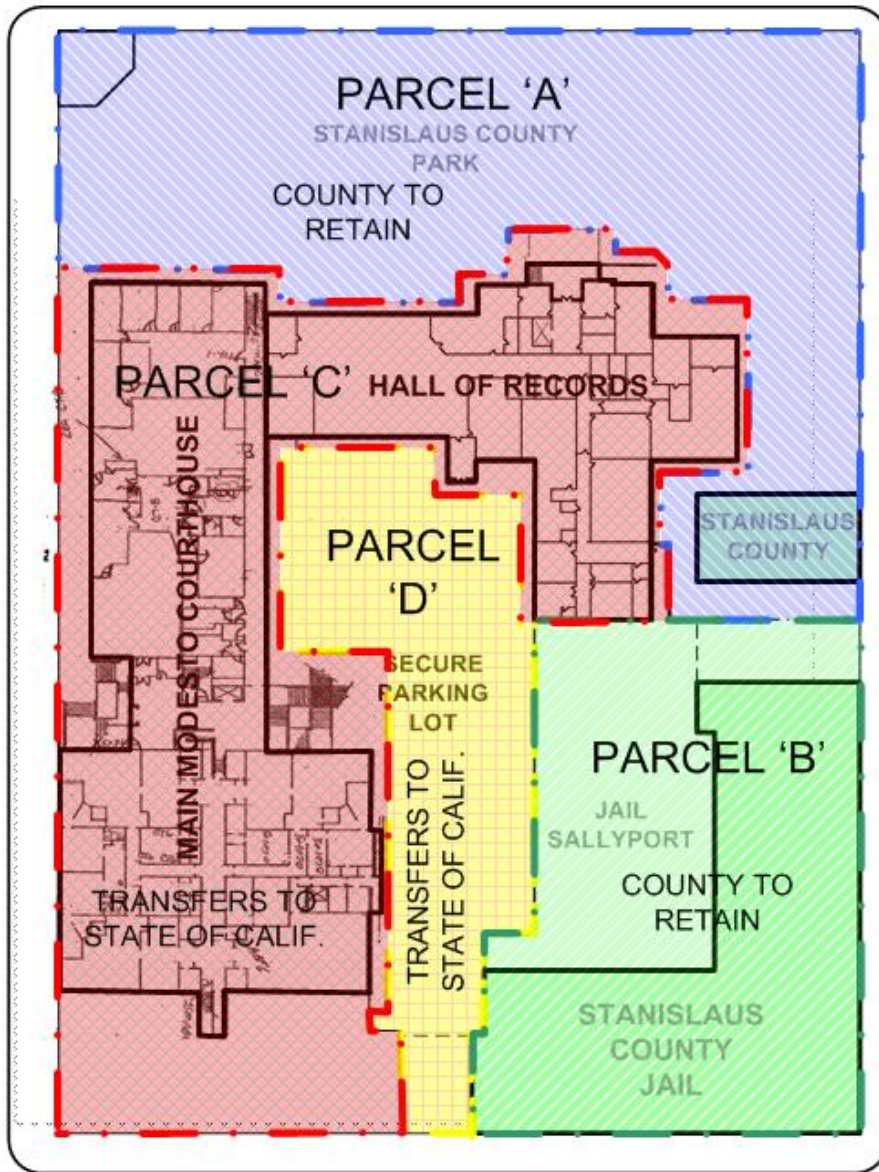 PARCEL ‘A’
STANISLAUS COUNTY
PARK
COUNTY TO
RETAIN
PARCEL ‘C’
HALL OF RECORDS
MAIN MODESTO COURTHOUSE
PARCEL
‘D’
STANISLAUS
COUNTY
SECURE
PARKING
LOT
PARCEL ‘B’
JAIL
SALLYPORT
TRANSFERS TO
STATE OF CALIF.
TRANSFERS TO
STATE OF CALIF.
COUNTY TO
RETAIN
STANISLAUS
COUNTY
JAIL